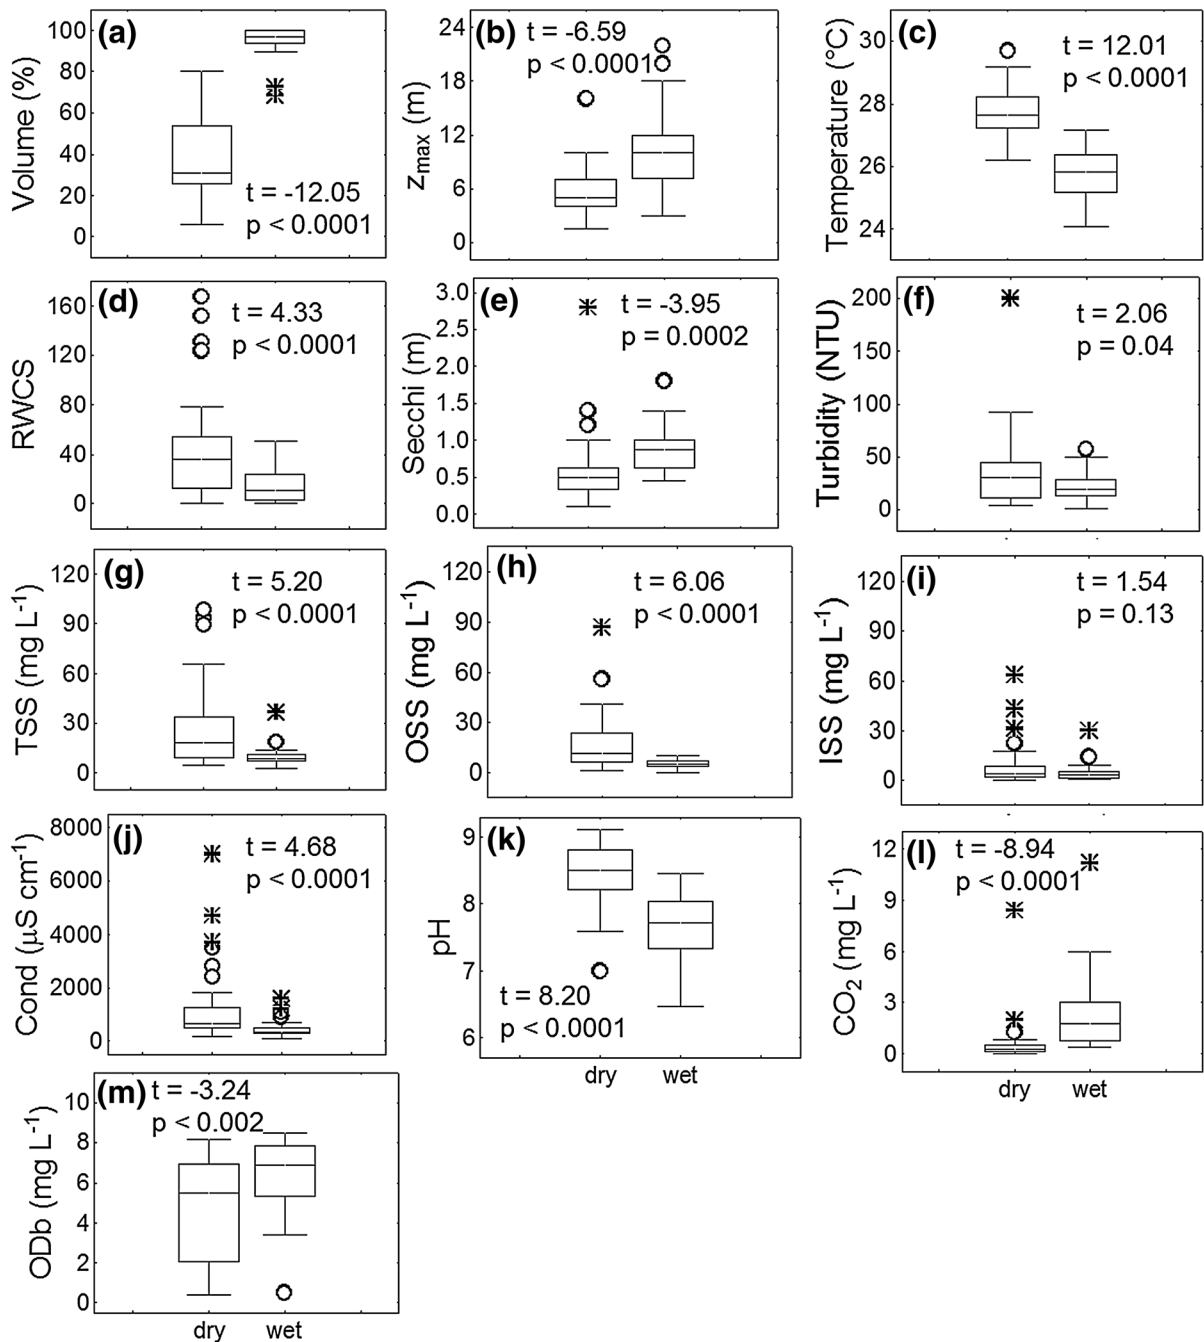 (a)
Volume (%)
100
80
60
40
20
0
t = -12.05
p < 0.0001
(b)
z_max (m)
24
18
12
6
0
t = -6.59
p < 0.0001
(c)
Temperature (°C)
30
28
26
24
t = 12.01
p < 0.0001
(d)
RWCS
160
120
80
40
0
t = 4.33
p < 0.0001
(e)
Secchi (m)
3.0
2.5
2.0
1.5
1.0
0.5
0.0
t = -3.95
p = 0.0002
(f)
Turbidity (NTU)
200
150
100
50
0
t = 2.06
p = 0.04
(g)
TSS (mg L⁻¹)
120
90
60
30
0
t = 5.20
p < 0.0001
(h)
OSS (mg L⁻¹)
120
90
60
30
0
t = 6.06
p < 0.0001
(i)
ISS (mg L⁻¹)
120
90
60
30
0
t = 1.54
p = 0.13
(j)
Cond (µS cm⁻¹)
8000
6000
4000
2000
0
t = 4.68
p < 0.0001
(k)
pH
9
8
7
6
t = 8.20
p < 0.0001
dry wet
(l)
CO₂ (mg L⁻¹)
12
9
6
3
0
t = -8.94
p < 0.0001
dry wet
(m)
ODb (mg L⁻¹)
10
8
6
4
2
0
t = -3.24
p < 0.002
dry wet